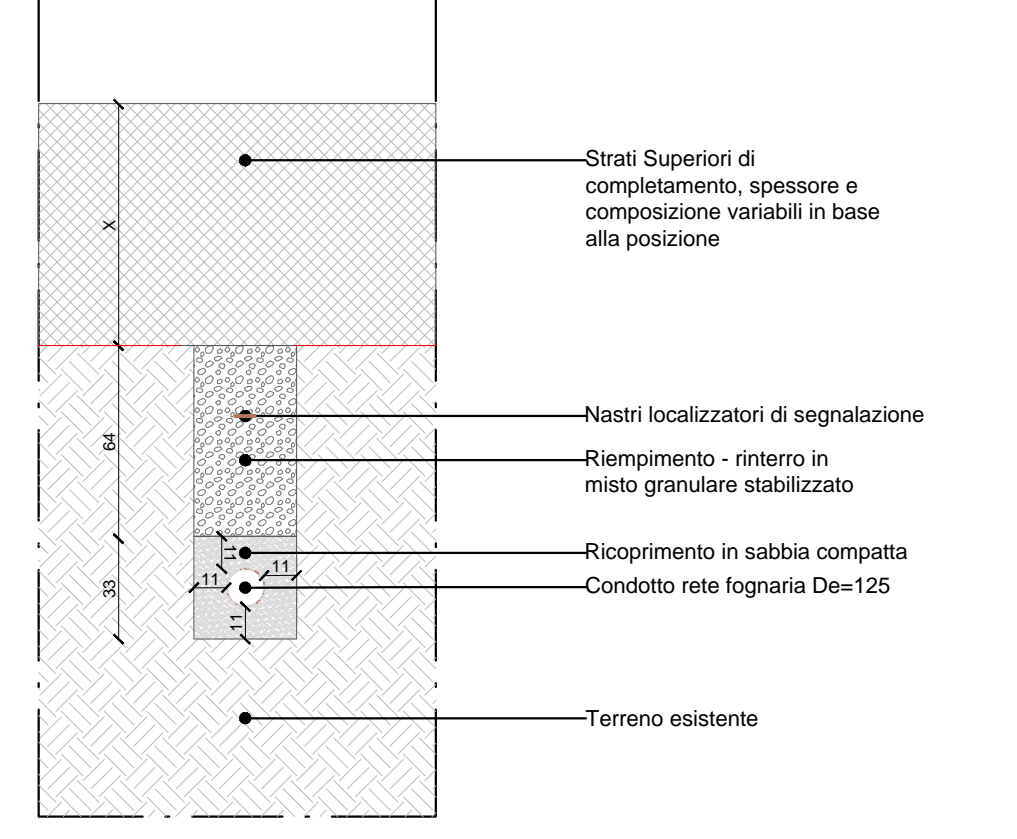 Strati Superiori di
completamento, spessore e
composizione variabili in base
alla posizione
X
Nastri localizzatori di segnalazione
64
Riempimento - rinterro in
misto granulare stabilizzato
Ricoprimento in sabbia compatta
11
11
11
33
Condotto rete fognaria De=125
11
Terreno esistente